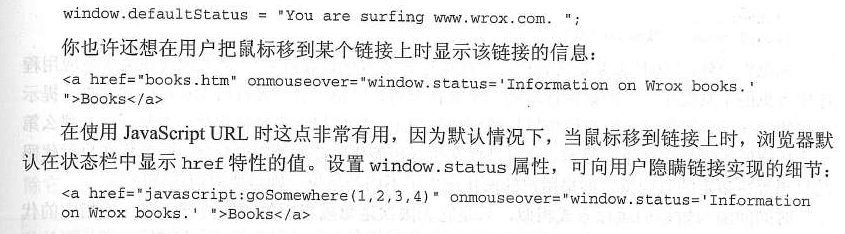 window.defaultStatus = "You are surfing www.wrox.com. ";
你也许还想在用户把鼠标移到某个链接上时显示该链接的信息：
<a href="books.htm" onmouseover="window.status='Information on Wrox books.'
">Books</a>
在使用 JavaScript URL 时这点非常有用，因为默认情况下，当鼠标移到链接上时，浏览器默
认在状态栏中显示 href 特性的值。设置 window.status 属性，可向用户隐瞒链接实现的细节：
<a href="javascript:goSomewhere(1,2,3,4)" onmouseover="window.status='Information
on Wrox books.' ">Books</a>